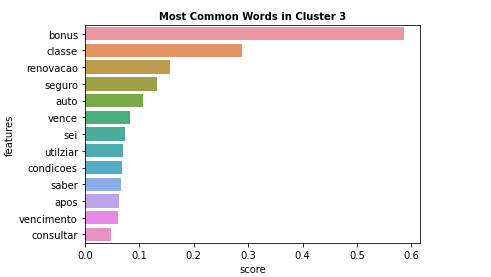 Most Common Words in Cluster 3
bonus
classe
renovacao
seguro
auto
vence
sei
utilziar
condicoes
saber
apos
vencimento
consultar
features
0.0 0.1 0.2 0.3 0.4 0.5 0.6
score